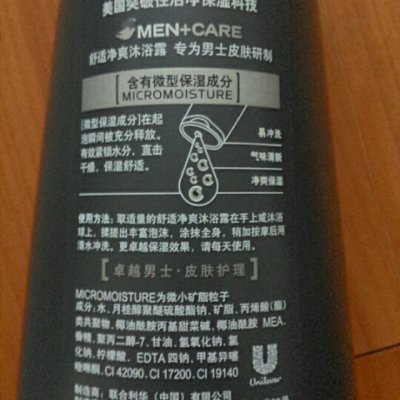 美国突破性洁净保湿科技
MEN+CARE
舒适净爽沐浴露 专为男士皮肤研制
含有微型保湿成分
MICROMOISTURE
[微型保湿成分]在起
泡瞬间被充分释放。
有效紧锁水分，直击
干燥，保湿舒适。
易冲洗
气味清新
净爽保湿
使用方法：取适量的舒适净爽沐浴露在手上或沐浴
球上，揉搓出丰富泡沫，涂抹全身，稍加按摩后用
清水冲洗。更卓越保湿效果，请每天使用。
[卓越男士·皮肤护理]
MICROMOISTURE为微小矿脂粒子
成分：水，月桂醇聚醚硫酸酯钠，矿脂，丙烯酸（酯）
类共聚物，椰油酰胺丙基甜菜碱，椰油酰胺 MEA，
香精，聚丙二醇-7，甘油，氢氧化钠，氯
化钠，柠檬酸，EDTA 四钠，甲基异噻
唑啉酮，CI 42090, CI 17200, CI 19140
Unilever
制造商：联合利华（中国）有限公司